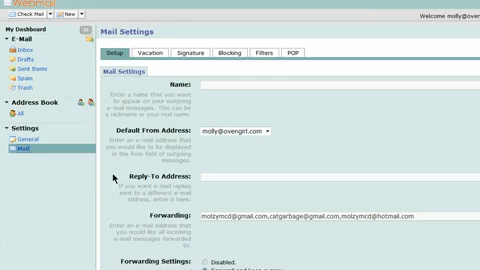 Webmail
Check Mail New
Welcome molly@oven
My Dashboard
E-Mail
Inbox
Drafts
Sent Items
Spam
Trash
Address Book
All
Settings
General
Mail
Mail Settings
Setup Vacation Signature Blocking Filters POP
Mail Settings
Name:
Enter a name that you want
to appear on your outgoing
e-mail messages. This can be
a nickname or your real name.
Default From Address: molly@ovengirl.com
Enter an e-mail address that
you would like to be
displayed in the from field of outgoing
messages.
Reply-To Address:
If you want e-mail replies
sent to a different e-mail
address, enter it here.
Forwarding: molzymcd@gmail.com,catgarbage@gmail.com,molzymcd@hotmail.com
Enter an e-mail address that
you would like all incoming
e-mail messages forwarded
to.
Forwarding Settings: Disabled.